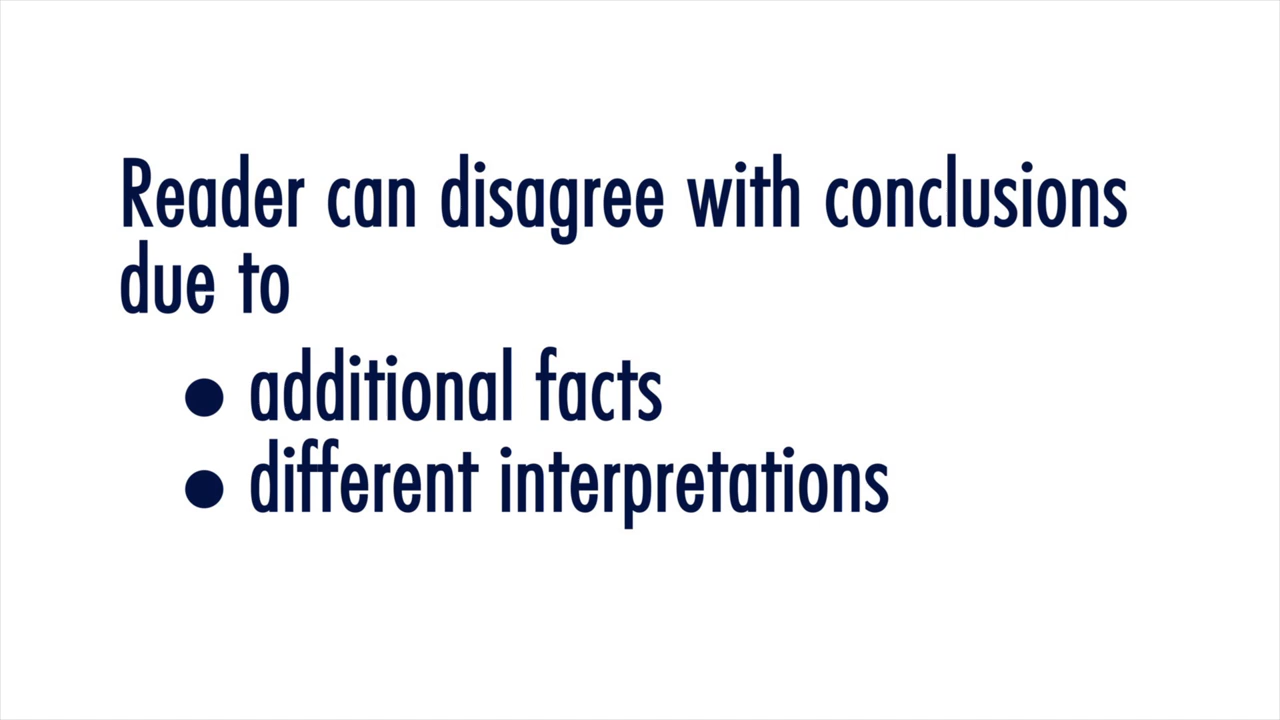 Reader can disagree with conclusions
due to
• additional facts
• different interpretations